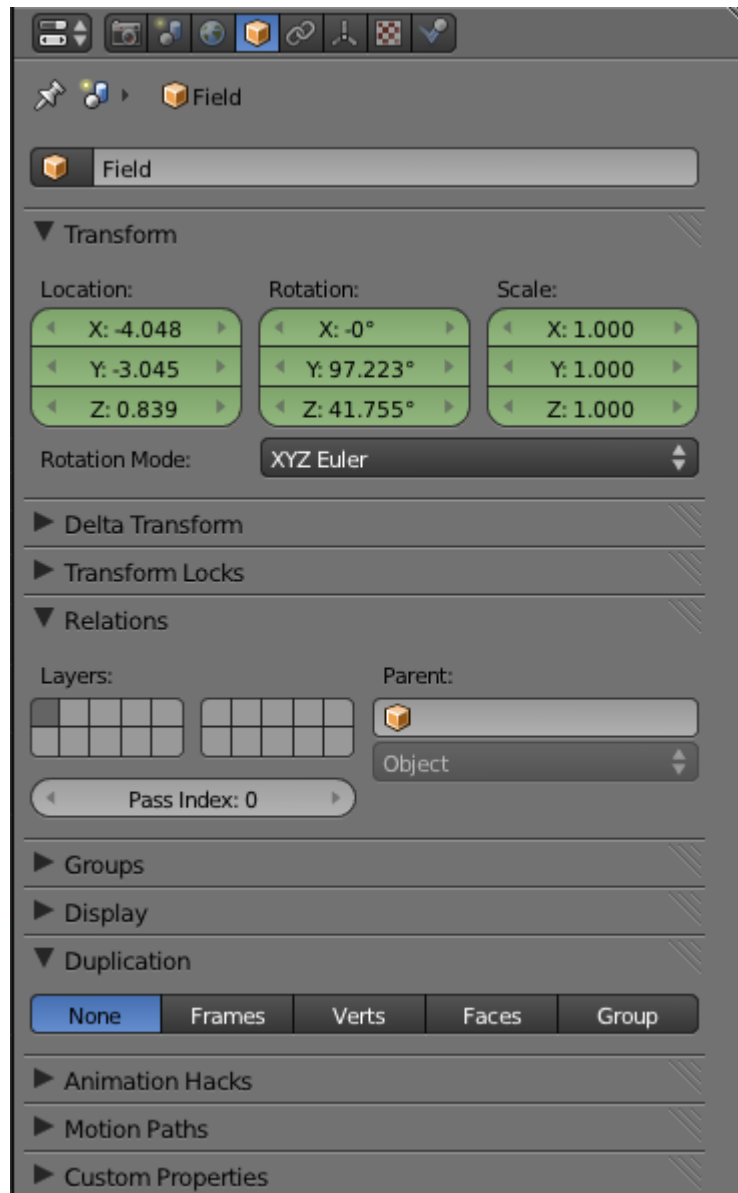 Field
Field
Transform
Location: Rotation: Scale:
X: -4.048 X: -0° X: 1.000
Y: -3.045 Y: 97.223° Y: 1.000
Z: 0.839 Z: 41.755° Z: 1.000
Rotation Mode: XYZ Euler
Delta Transform
Transform Locks
Relations
Layers: Parent:
Object
Pass Index: 0
Groups
Display
Duplication
None Frames Verts Faces Group
Animation Hacks
Motion Paths
Custom Properties